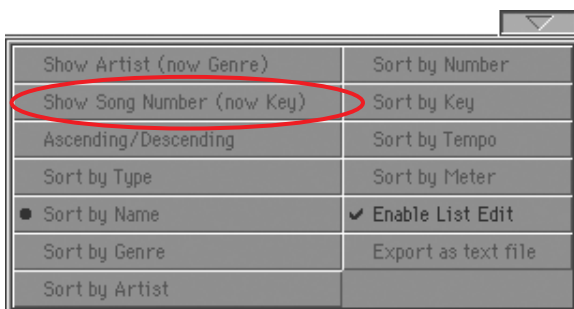 Show Artist (now Genre)
Show Song Number (now Key)
Ascending/Descending
Sort by Type
Sort by Name
Sort by Genre
Sort by Artist
Sort by Number
Sort by Key
Sort by Tempo
Sort by Meter
Enable List Edit
Export as text file